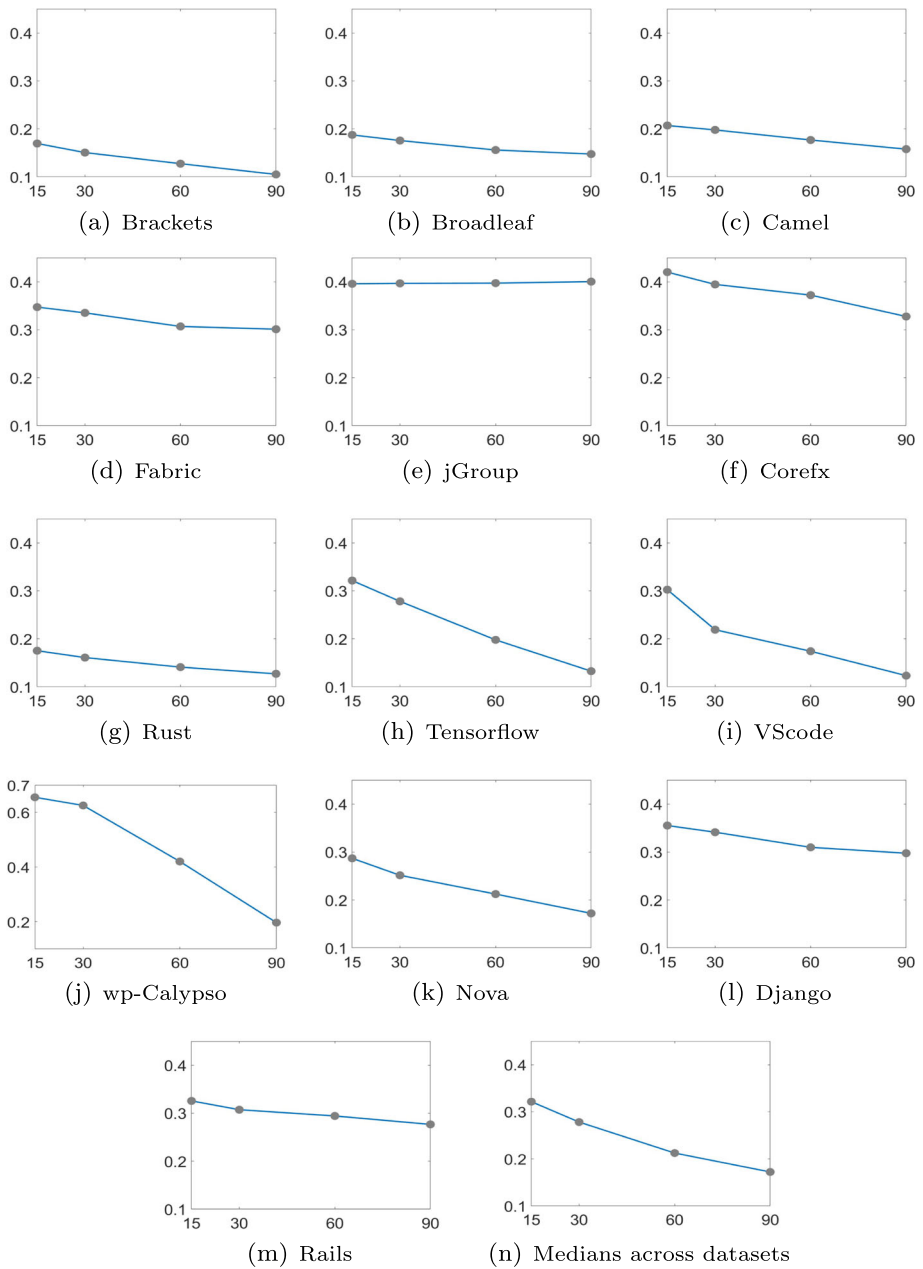 0.4
0.3
0.2
0.1
15 30 60 90
(a) Brackets
0.4
0.3
0.2
0.1
15 30 60 90
(b) Broadleaf
0.4
0.3
0.2
0.1
15 30 60 90
(c) Camel
0.4
0.3
0.2
0.1
15 30 60 90
(d) Fabric
0.4
0.3
0.2
0.1
15 30 60 90
(e) jGroup
0.4
0.3
0.2
0.1
15 30 60 90
(f) Corefx
0.4
0.3
0.2
0.1
15 30 60 90
(g) Rust
0.4
0.3
0.2
0.1
15 30 60 90
(h) Tensorflow
0.4
0.3
0.2
0.1
15 30 60 90
(i) VScode
0.7
0.6
0.4
0.2
15 30 60 90
(j) wp-Calypso
0.4
0.3
0.2
0.1
15 30 60 90
(k) Nova
0.4
0.3
0.2
0.1
15 30 60 90
(l) Django
0.4
0.3
0.2
0.1
15 30 60 90
(m) Rails
0.4
0.3
0.2
0.1
15 30 60 90
(n) Medians across datasets